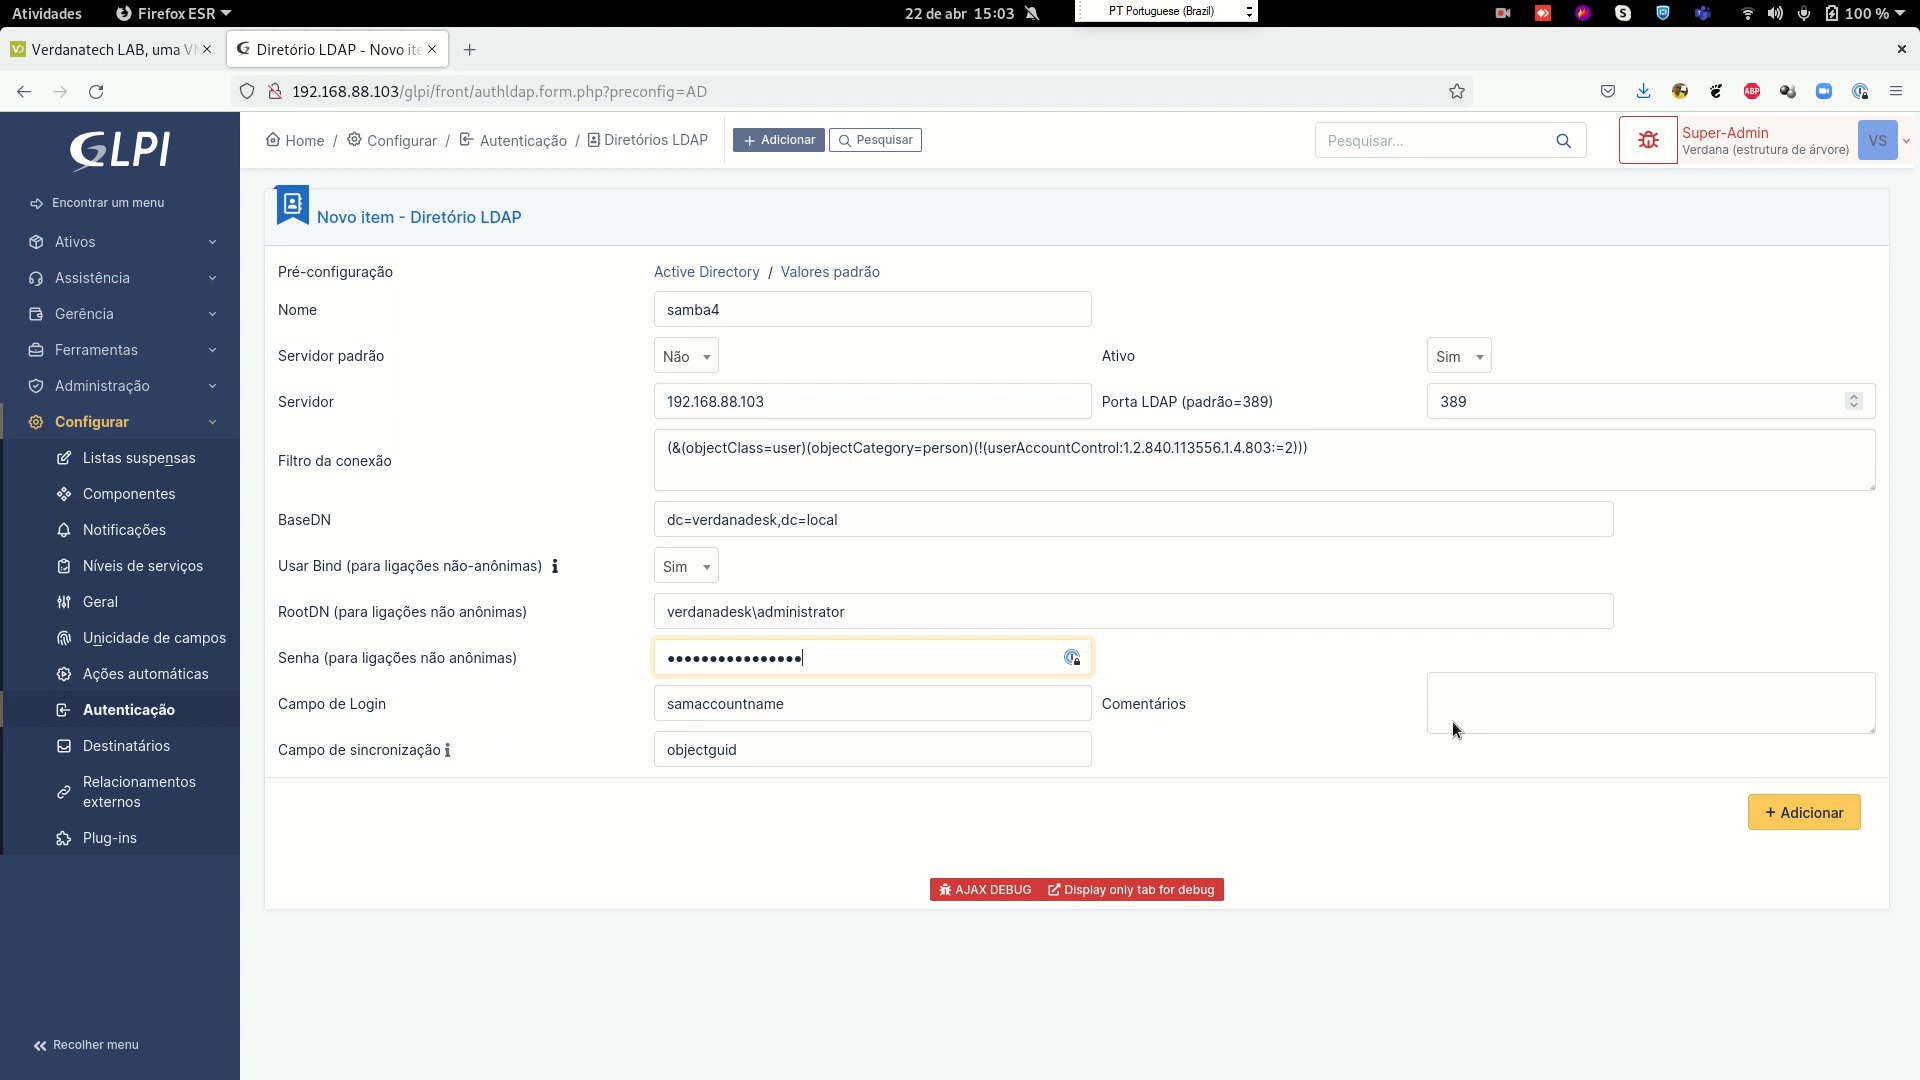 Atividades
Firefox ESR
22 de abr 15:03
PT Portuguese (Brazil)
100 %
Verdanatech LAB, uma V
Diretório LDAP - Novo ite
192.168.88.103/glpi/front/authldap.form.php?preconfig=AD
ABP
GLPI
Home / Configurar / Autenticação / Diretórios LDAP
+ Adicionar
Pesquisar
Pesquisar...
Super-Admin
Verdana (estrutura de árvore)
VS
Encontrar um menu
Ativos
Assistência
Gerência
Ferramentas
Administração
Configurar
Listas suspensas
Componentes
Notificações
Níveis de serviços
Geral
Unicidade de campos
Ações automáticas
Autenticação
Destinatários
Relacionamentos
externos
Plug-ins
Recolher menu
Novo item - Diretório LDAP
Pré-configuração
Active Directory / Valores padrão
Nome
samba4
Servidor padrão
Não
Ativo
Sim
Servidor
192.168.88.103
Porta LDAP (padrão=389)
389
Filtro da conexão
(&(objectClass=user)(objectCategory=person)(!(userAccountControl:1.2.840.113556.1.4.803:=2)))
BaseDN
dc=verdanadesk,dc=local
Usar Bind (para ligações não-anônimas)
Sim
RootDN (para ligações não anônimas)
verdanadesk\administrator
Senha (para ligações não anônimas)
••••••••••••••••
Campo de Login
samaccountname
Comentários
Campo de sincronização
objectguid
+ Adicionar
AJAX DEBUG
Display only tab for debug